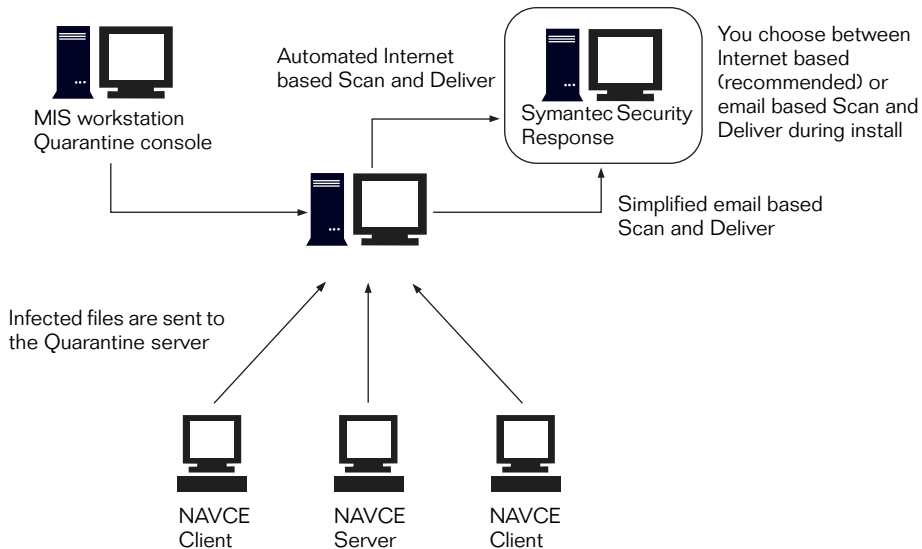 MIS workstation
Quarantine console
Automated Internet
based Scan and Deliver
Symantec Security
Response
You choose between
Internet based
(recommended) or
email based Scan and
Deliver during install
Simplified email based
Scan and Deliver
Infected files are sent to
the Quarantine server
NAVCE
Client
NAVCE
Server
NAVCE
Client